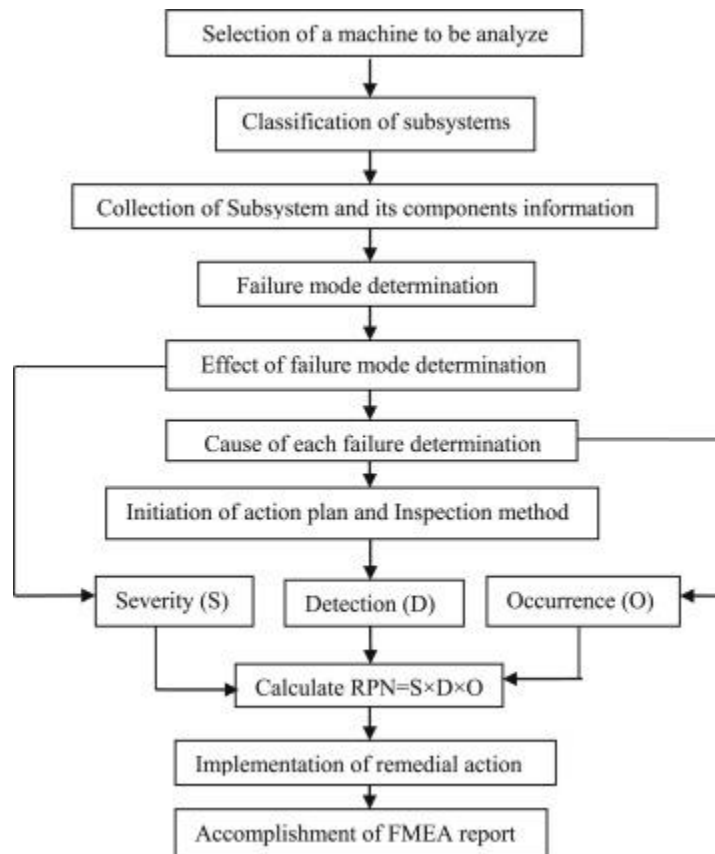 Selection of a machine to be analyze
Classification of subsystems
Collection of Subsystem and its components information
Failure mode determination
Effect of failure mode determination
Cause of each failure determination
Initiation of action plan and Inspection method
Severity (S)
Detection (D)
Occurrence (O)
Calculate RPN=S×D×O
Implementation of remedial action
Accomplishment of FMEA report